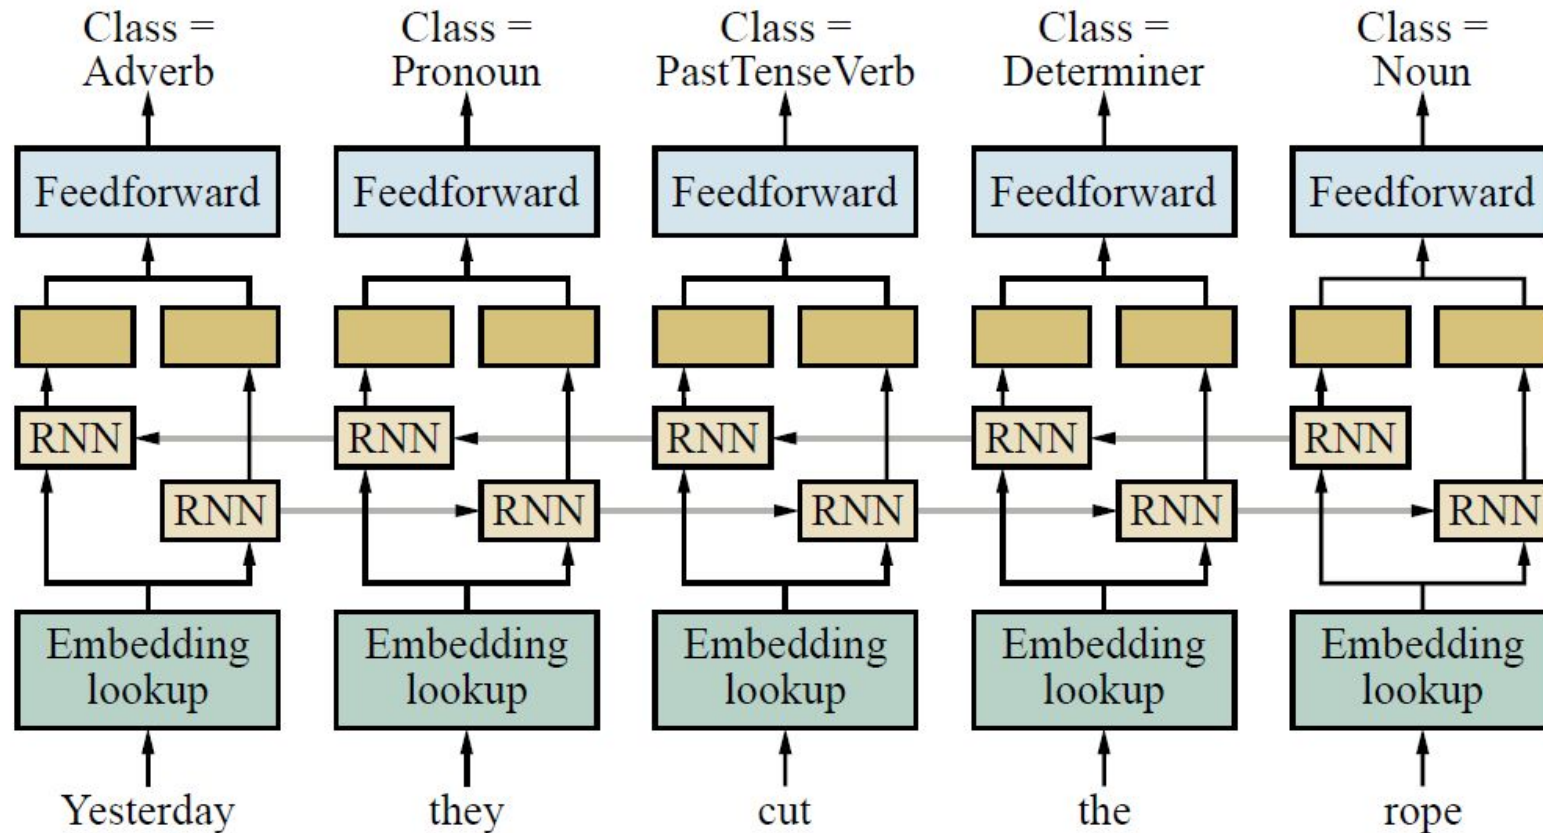 Class = Class = Class = Class = Class =
Adverb Pronoun PastTenseVerb Determiner Noun
Feedforward Feedforward Feedforward Feedforward Feedforward
RNN RNN RNN RNN RNN
RNN RNN RNN RNN RNN
Embedding Embedding Embedding Embedding Embedding
lookup lookup lookup lookup lookup
Yesterday they cut the rope